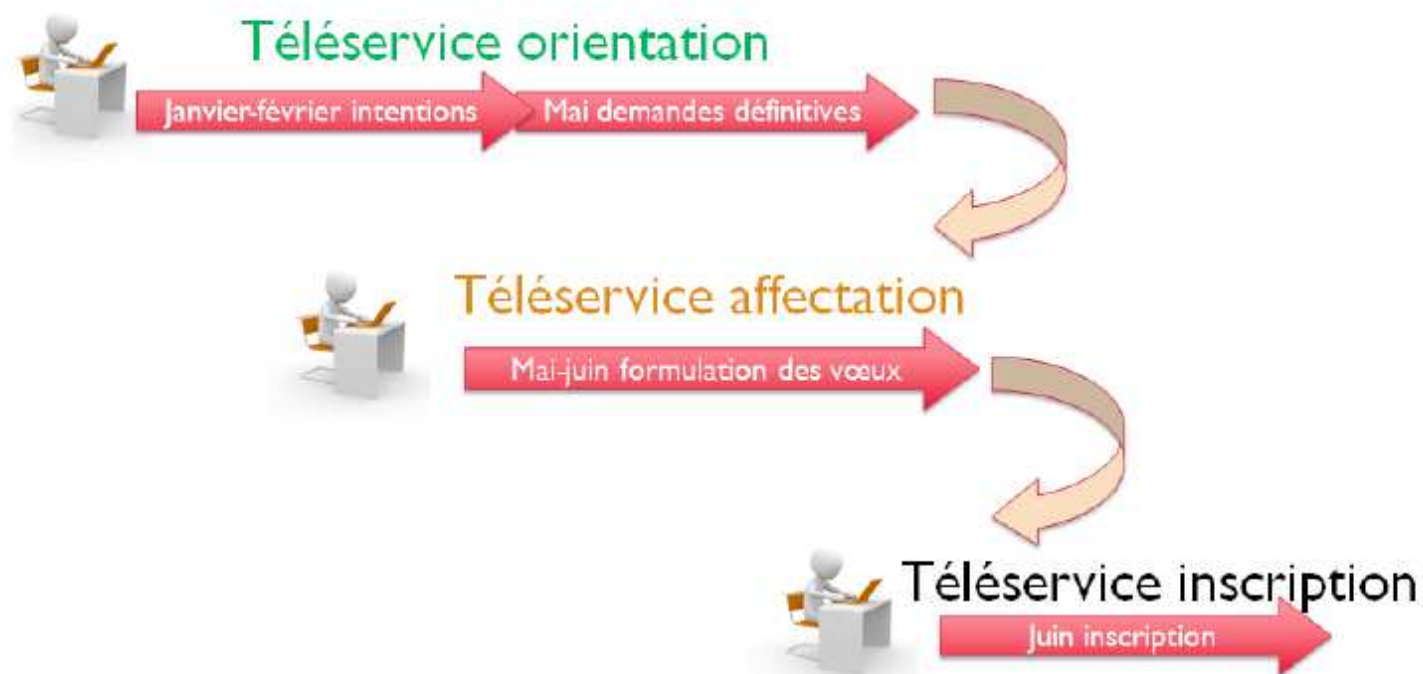 Téléservice orientation
Janvier-février intentions
Mai demandes définitives
Téléservice affectation
Mai-juin formulation des vœux
Téléservice inscription
Juin inscription